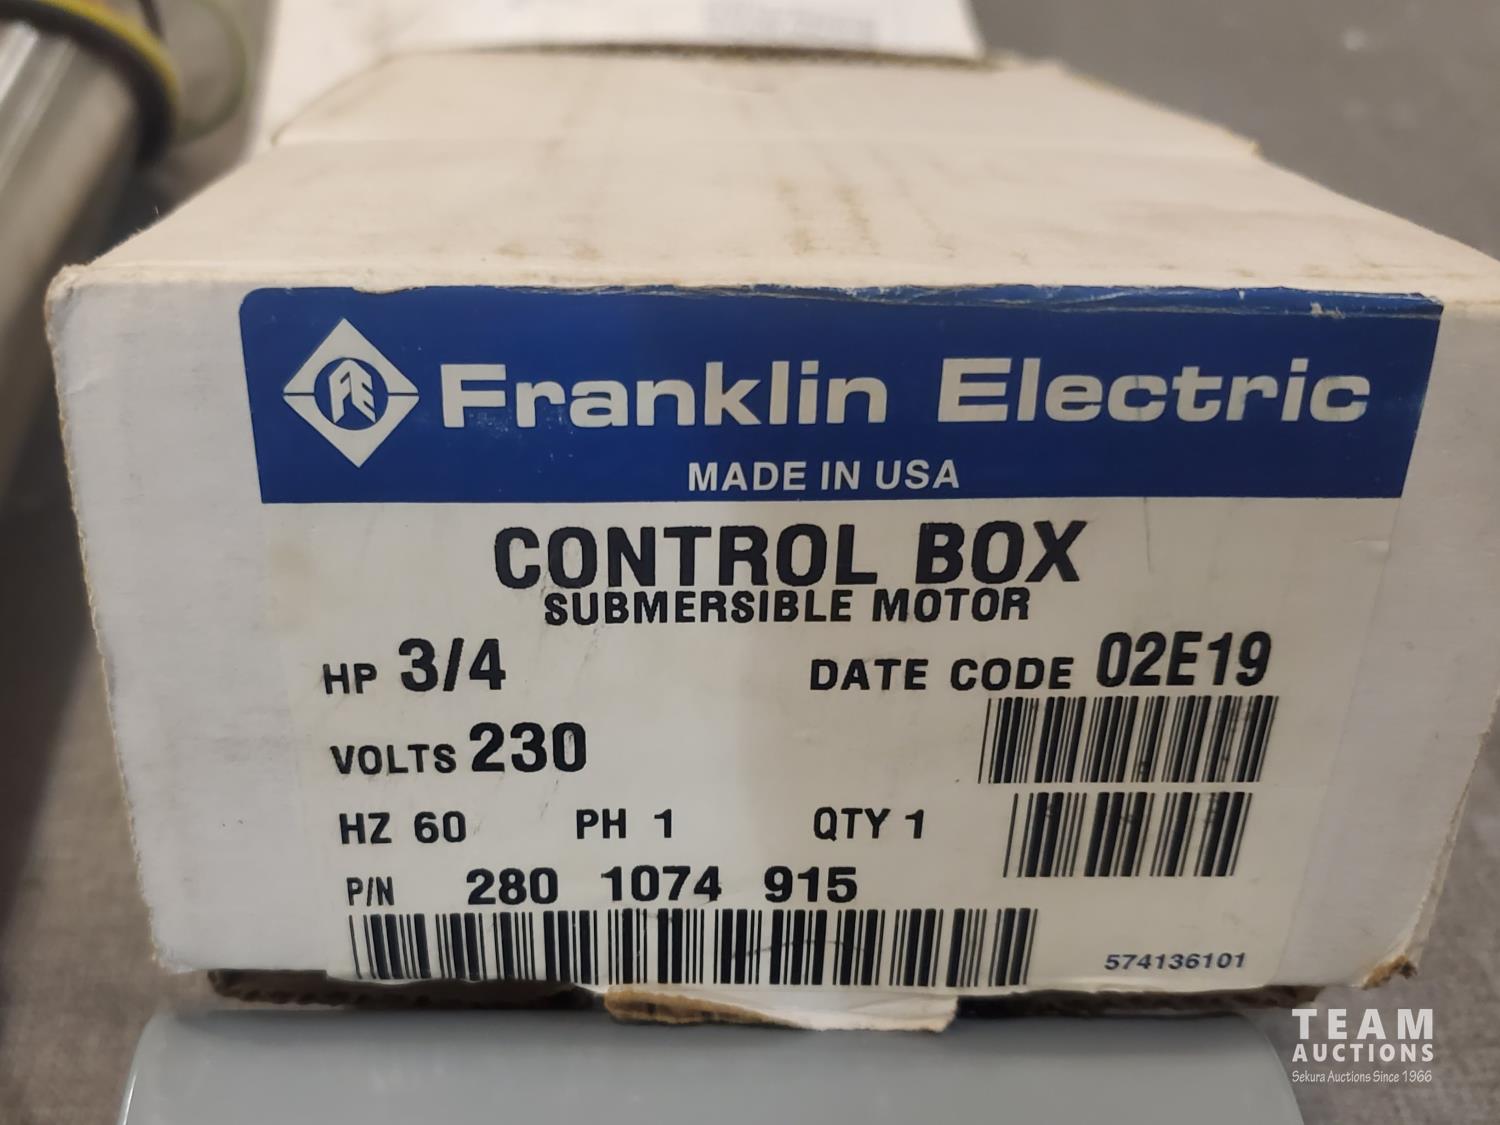 FE Franklin Electric
MADE IN USA
CONTROL BOX
SUBMERSIBLE MOTOR
HP 3/4 DATE CODE 02E19
VOLTS 230
HZ 60 PH 1 QTY 1
P/N 280 1074 915
574136101
TEAM
AUCTIONS
Sekura Auctions Since 1966